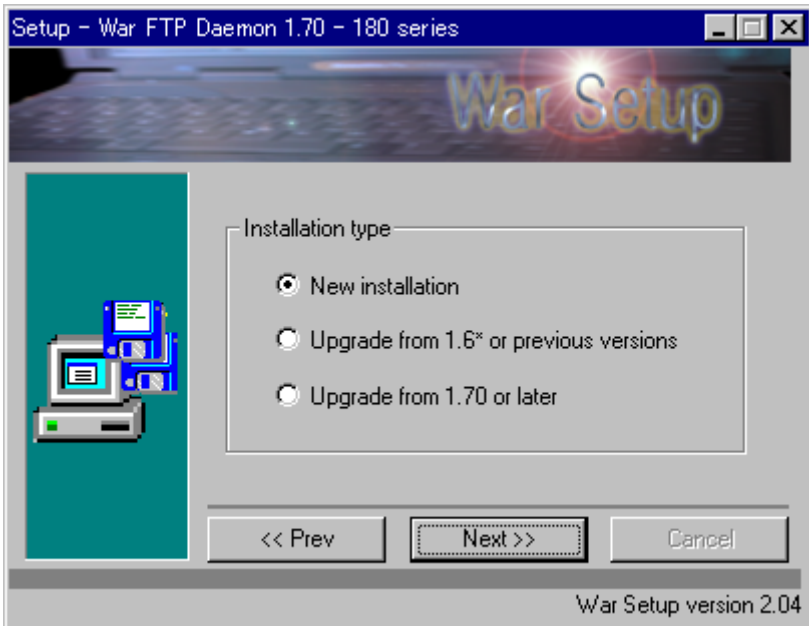 Setup - War FTP Daemon 1.70 - 180 series
War Setup
Installation type
New installation
Upgrade from 1.6* or previous versions
Upgrade from 1.70 or later
<< Prev
Next >>
Cancel
War Setup version 2.04